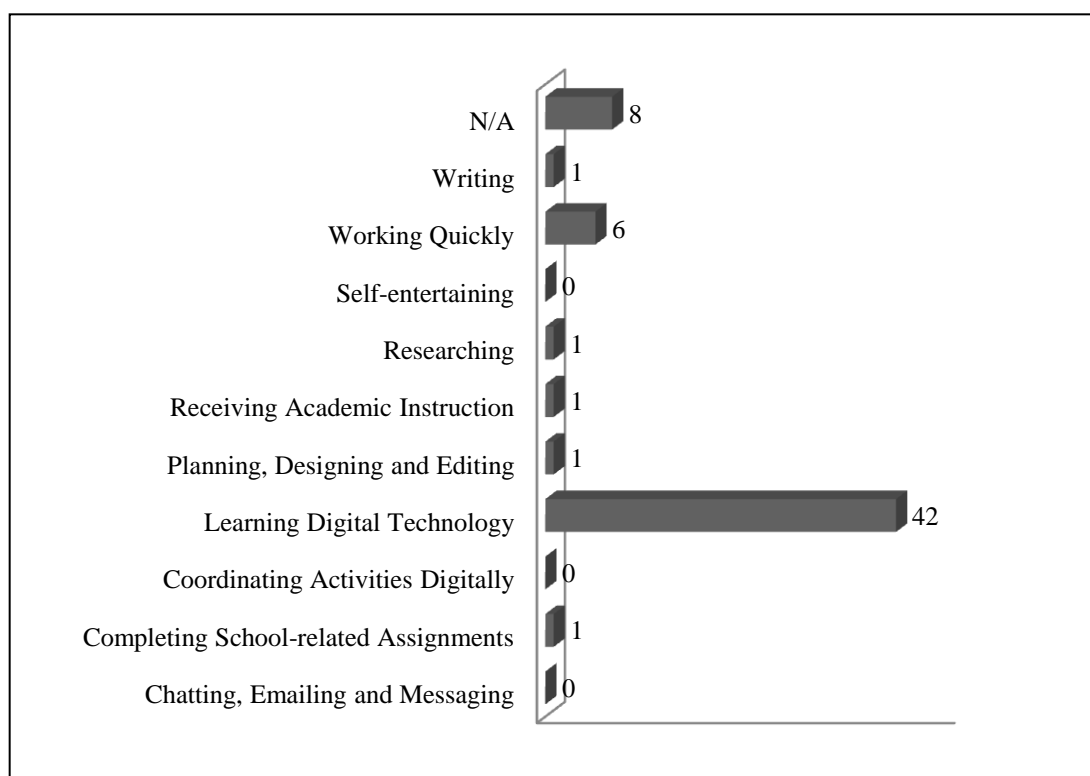 N/A 8
Writing 1
Working Quickly 6
Self-entertaining 0
Researching 1
Receiving Academic Instruction 1
Planning, Designing and Editing 1
Learning Digital Technology 42
Coordinating Activities Digitally 0
Completing School-related Assignments 1
Chatting, Emailing and Messaging 0